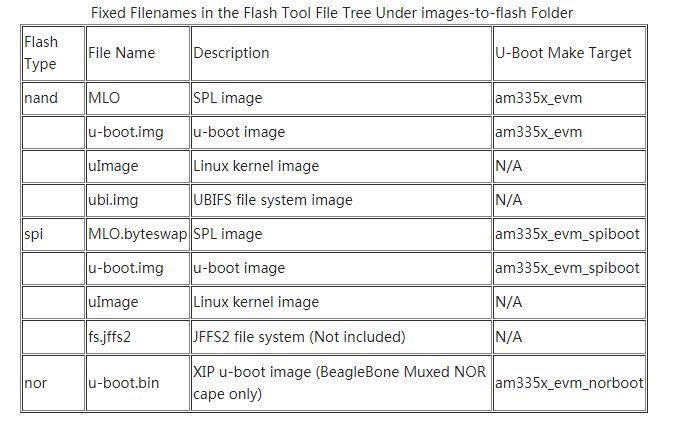 Fixed Filenames in the Flash Tool File Tree Under images-to-flash Folder
Flash Type File Name Description U-Boot Make Target
nand MLO SPL image am335x_evm
u-boot.img u-boot image am335x_evm
uImage Linux kernel image N/A
ubi.img UBIFS file system image N/A
spi MLO.byteswap SPL image am335x_evm_spiboot
u-boot.img u-boot image am335x_evm_spiboot
uImage Linux kernel image N/A
fs.jffs2 JFFS2 file system (Not included) N/A
nor u-boot.bin XIP u-boot image (BeagleBone Muxed NOR cape only) am335x_evm_norboot